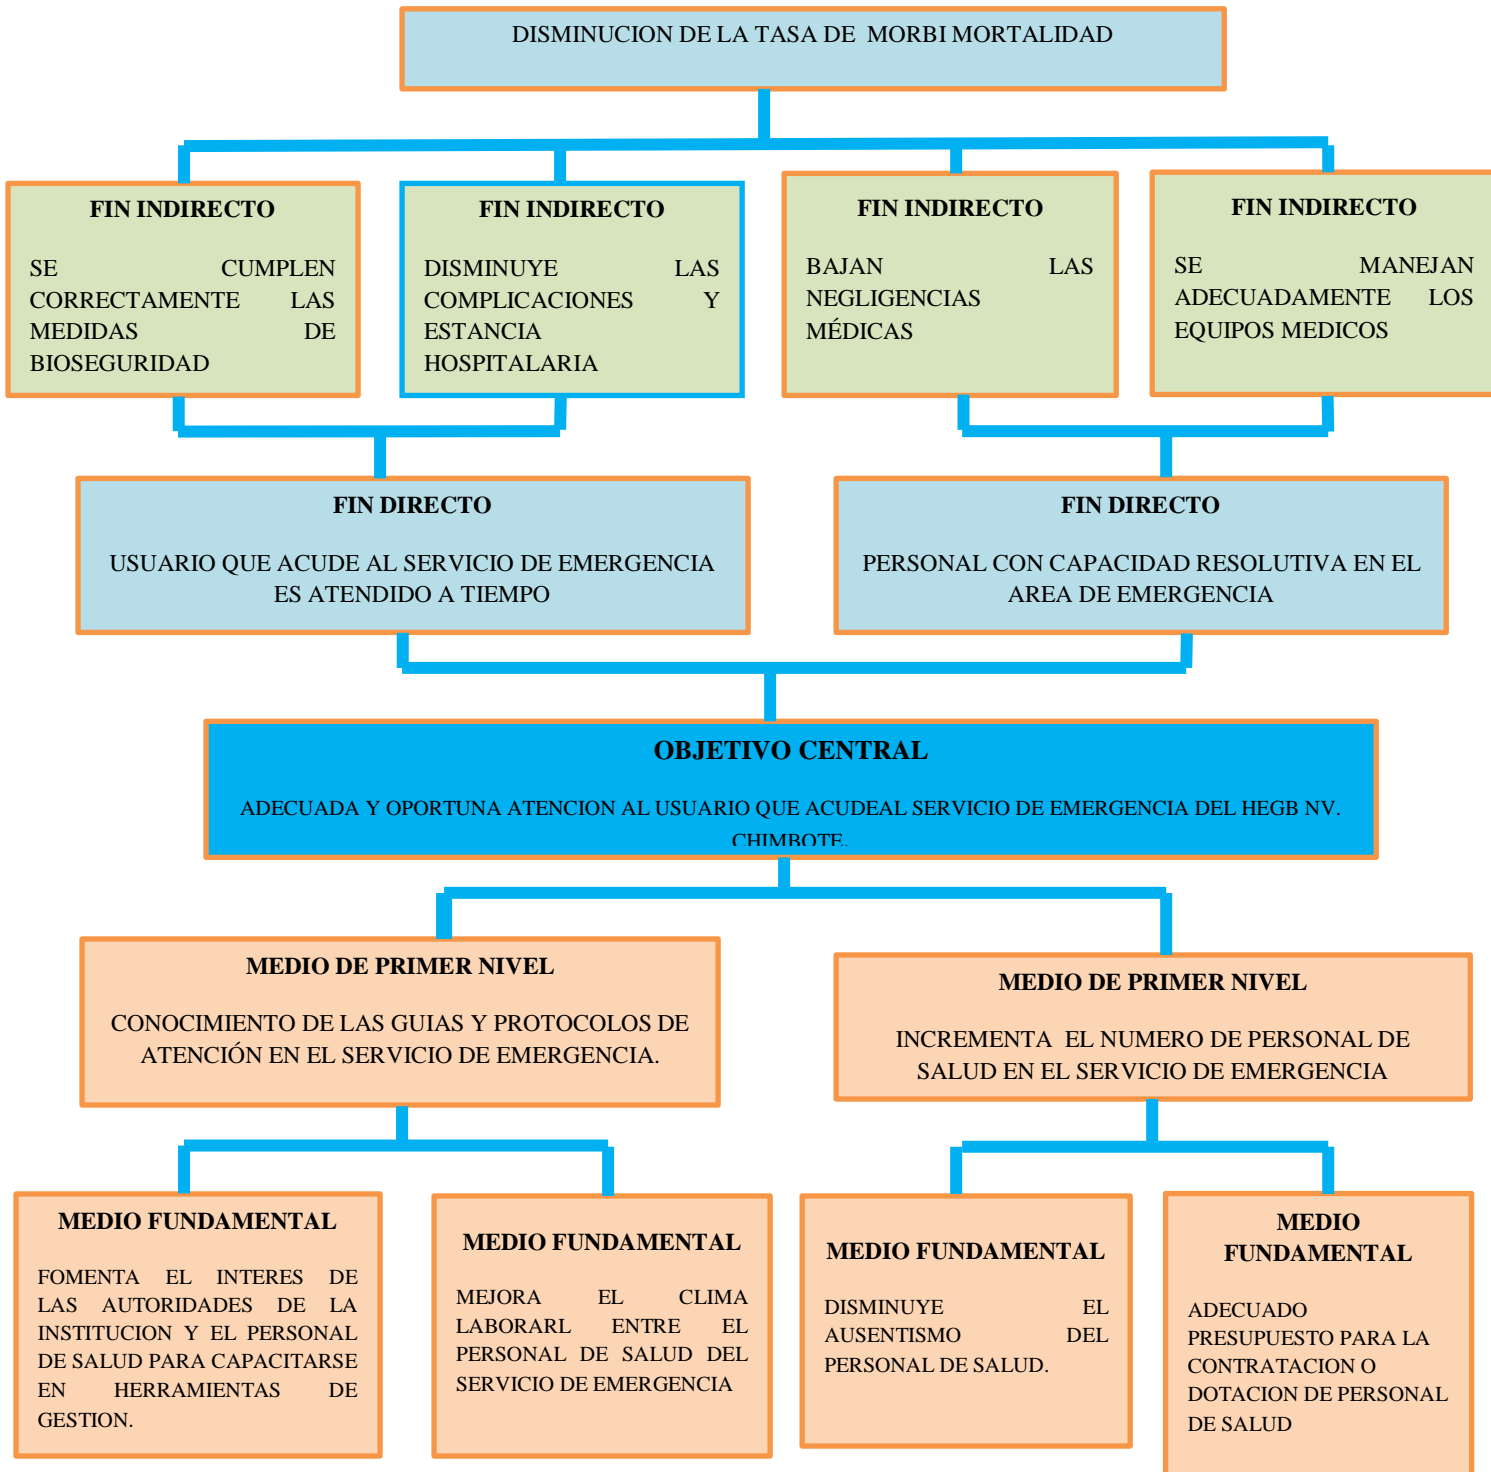 DISMINUCION DE LA TASA DE MORBI MORTALIDAD
FIN INDIRECTO
SE CUMPLEN
CORRECTAMENTE LAS
MEDIDAS DE
BIOSEGURIDAD
FIN INDIRECTO
DISMINUYE LAS
COMPLICACIONES Y
ESTANCIA
HOSPITALARIA
FIN INDIRECTO
BAJAN LAS
NEGLIGENCIAS
MÉDICAS
FIN INDIRECTO
SE MANEJAN
ADECUADAMENTE LOS
EQUIPOS MEDICOS
FIN DIRECTO
USUARIO QUE ACUDE AL SERVICIO DE EMERGENCIA
ES ATENDIDO A TIEMPO
FIN DIRECTO
PERSONAL CON CAPACIDAD RESOLUTIVA EN EL
AREA DE EMERGENCIA
OBJETIVO CENTRAL
ADECUADA Y OPORTUNA ATENCION AL USUARIO QUE ACUDEAL SERVICIO DE EMERGENCIA DEL HEGB NV.
CHIMBOTE.
MEDIO DE PRIMER NIVEL
CONOCIMIENTO DE LAS GUIAS Y PROTOCOLOS DE
ATENCIÓN EN EL SERVICIO DE EMERGENCIA.
MEDIO DE PRIMER NIVEL
INCREMENTA EL NUMERO DE PERSONAL DE
SALUD EN EL SERVICIO DE EMERGENCIA
MEDIO FUNDAMENTAL
FOMENTA EL INTERES DE
LAS AUTORIDADES DE LA
INSTITUCION Y EL PERSONAL
DE SALUD PARA CAPACITARSE
EN HERRAMIENTAS DE
GESTION.
MEDIO FUNDAMENTAL
MEJORA EL CLIMA
LABORARL ENTRE EL
PERSONAL DE SALUD DEL
SERVICIO DE EMERGENCIA
MEDIO FUNDAMENTAL
DISMINUYE EL
AUSENTISMO DEL
PERSONAL DE SALUD.
MEDIO
FUNDAMENTAL
ADECUADO
PRESUPUESTO PARA LA
CONTRATACION O
DOTACION DE PERSONAL
DE SALUD